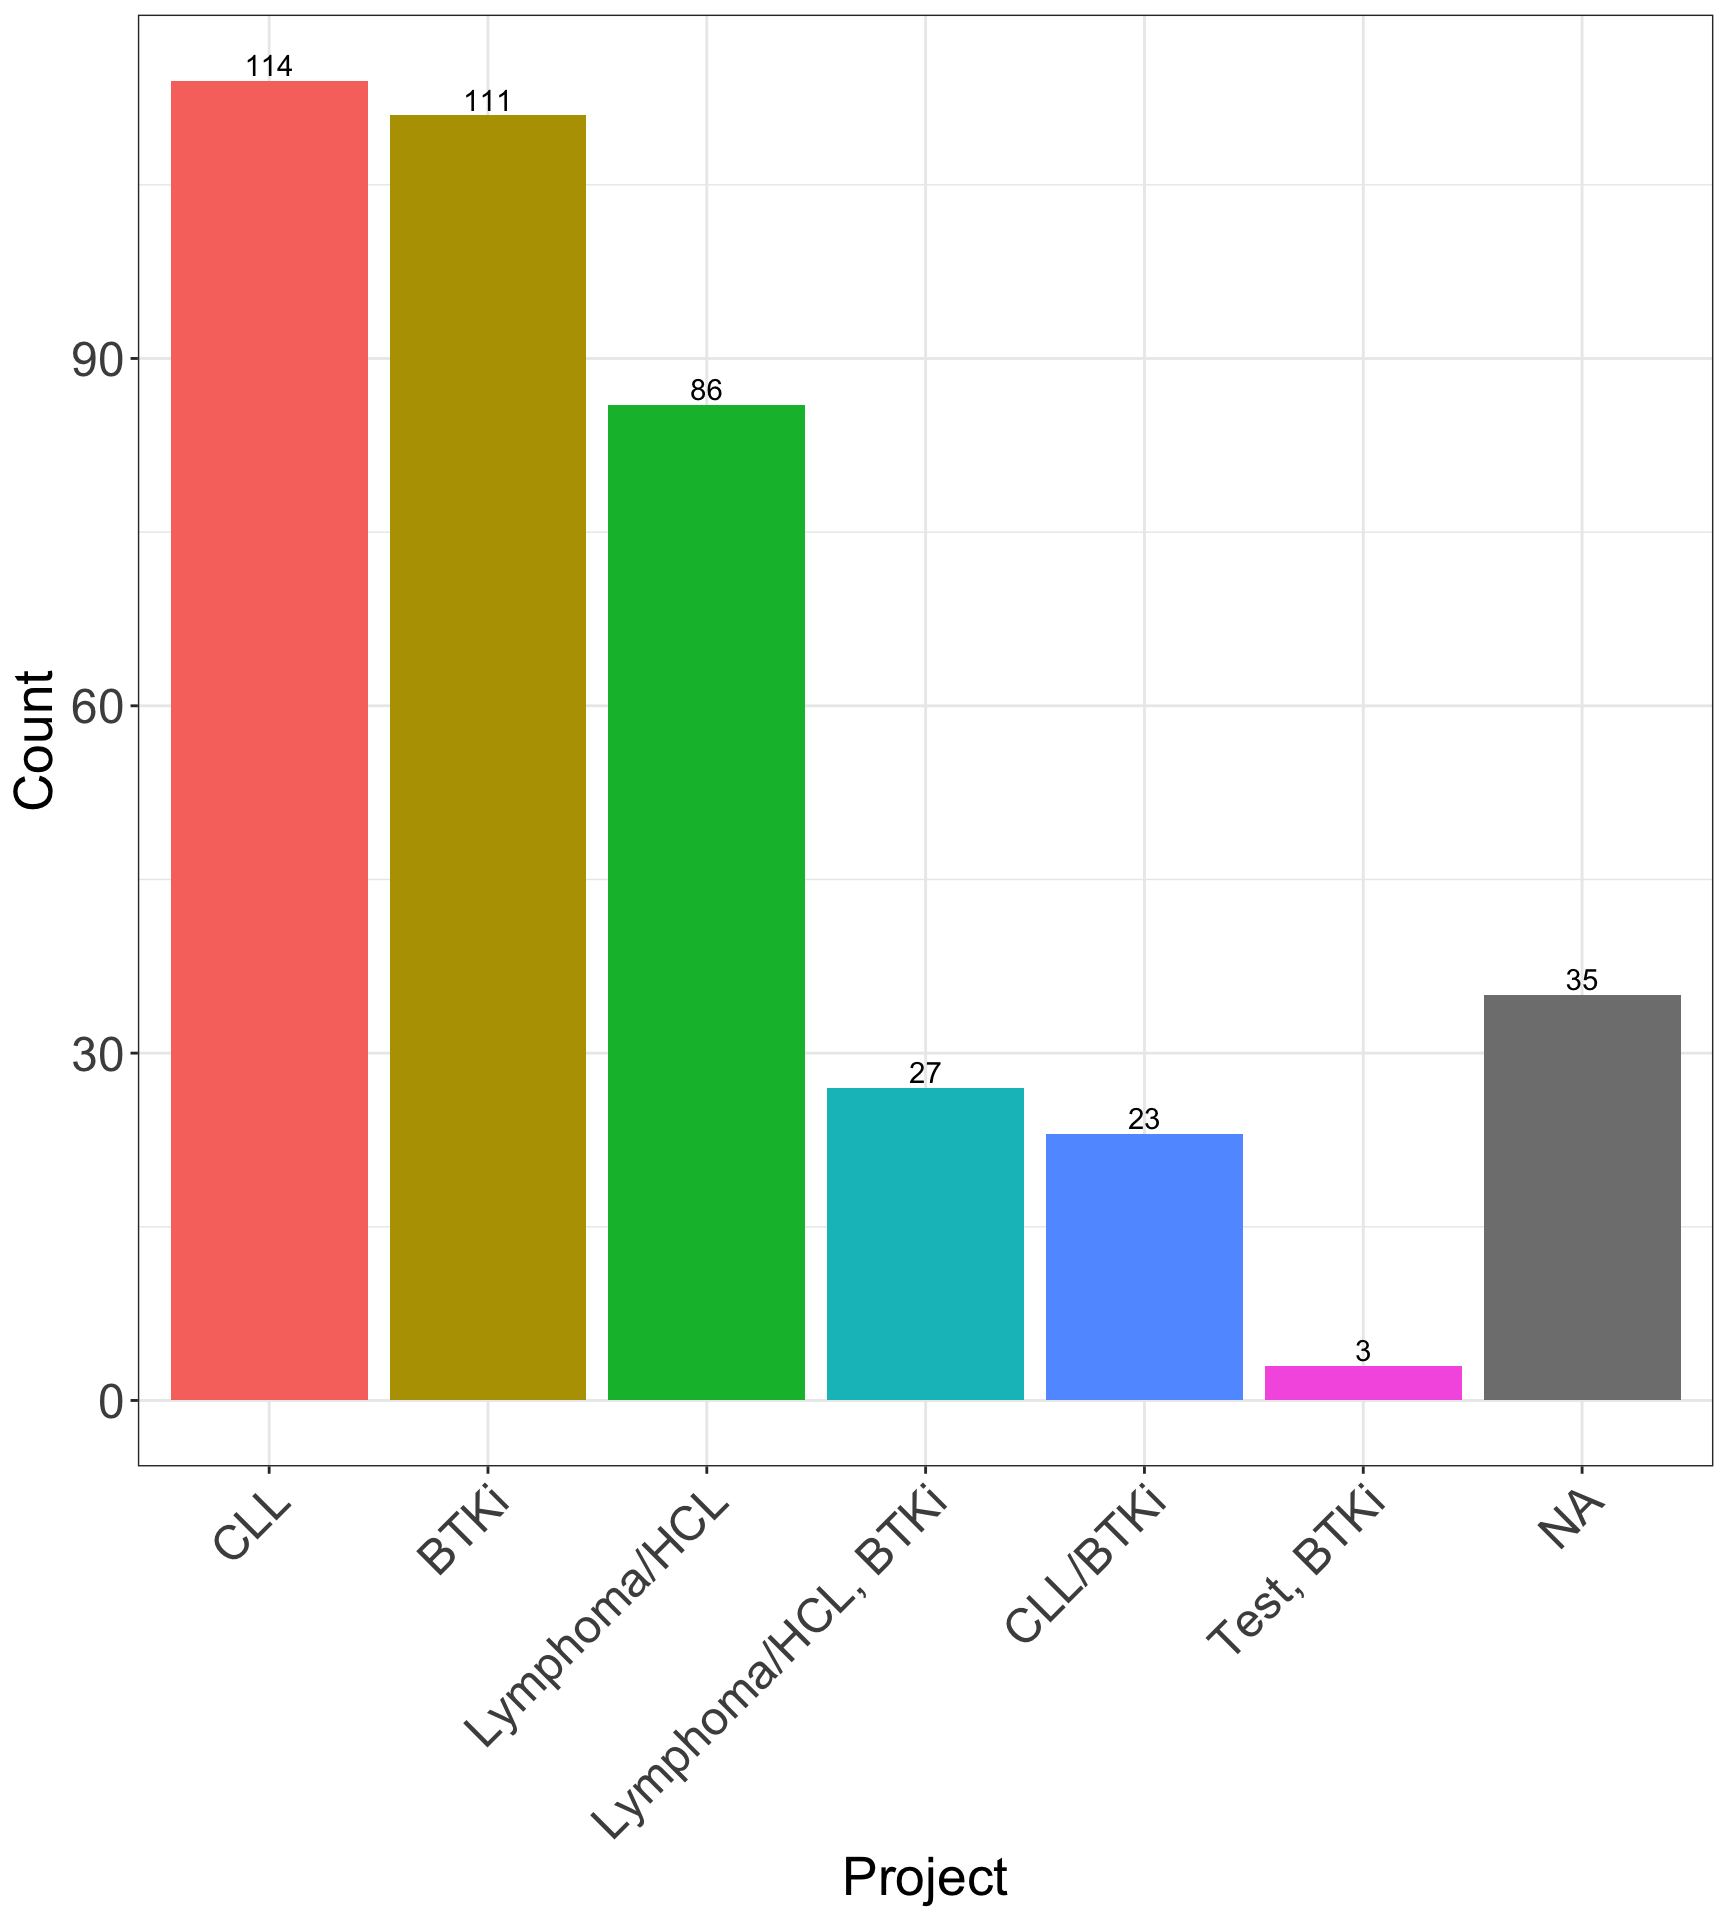 114
111
86
27
23
3
35
90
60
30
0
Count
CLL
BTKi
Lymphoma/HCL
Lymphoma/HCL, BTKi
CLL/BTKi
Test, BTKi
NA
Project